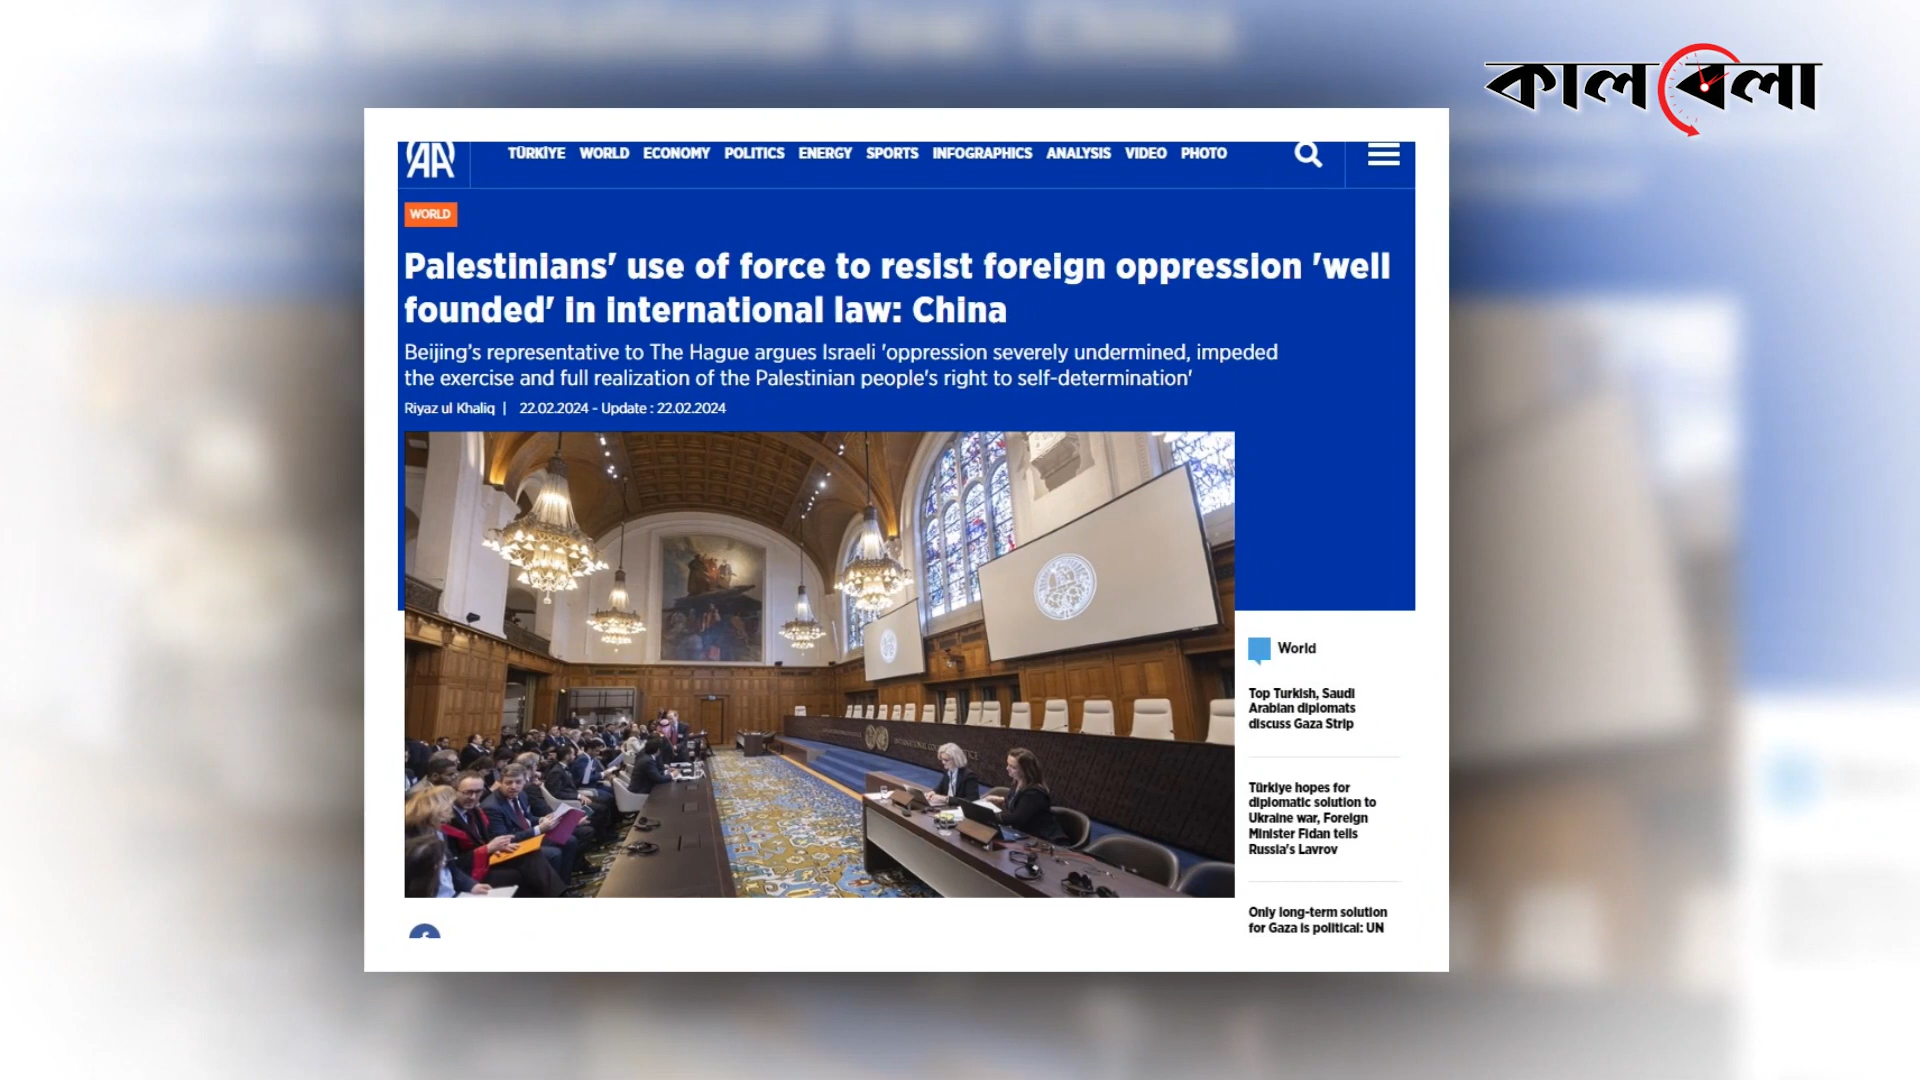 কালবেলা
AA
TÜRKİYE WORLD ECONOMY POLITICS ENERGY SPORTS INFOGRAPHICS ANALYSIS VIDEO PHOTO
WORLD
Palestinians' use of force to resist foreign oppression 'well
founded' in international law: China
Beijing's representative to The Hague argues Israeli 'oppression severely undermined, impeded
the exercise and full realization of the Palestinian people's right to self-determination'
Riyaz ul Khaliq | 22.02.2024 - Update : 22.02.2024
World
Top Turkish, Saudi
Arabian diplomats
discuss Gaza Strip
Türkiye hopes for
diplomatic solution to
Ukraine war, Foreign
Minister Fidan tells
Russia's Lavrov
Only long-term solution
for Gaza is political: UN